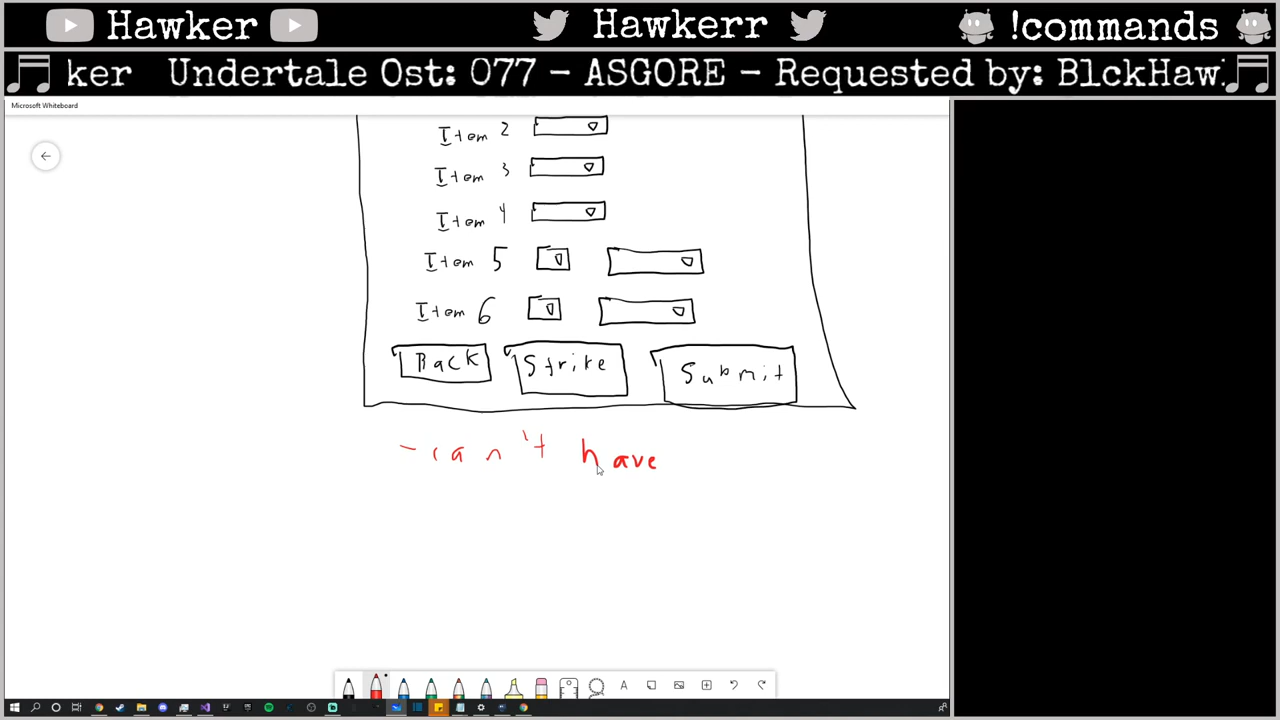 Hawker
Hawkerr
!commands
ker Undertale Ost: 077 - ASGORE - Requested by: BlckHaw
Microsoft Whiteboard
Item 2
Item 3
Item 4
Item 5
Item 6
Back
Strike
Submit
- can't have